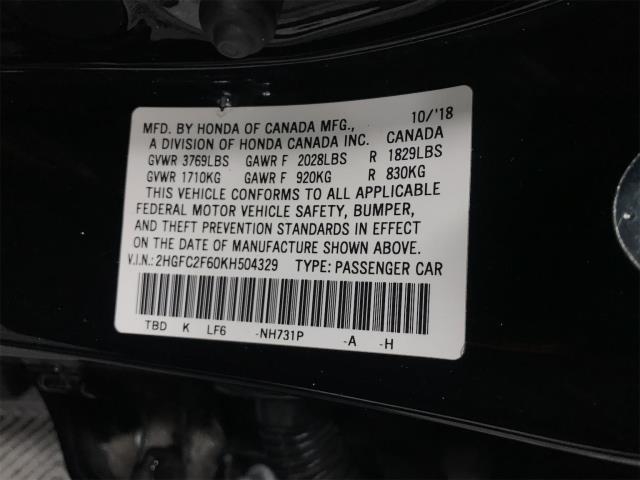 MFD. BY HONDA OF CANADA MFG., 10/'18
A DIVISION OF HONDA CANADA INC. CANADA
GVWR 3769LBS GAWR F 2028LBS R 1829LBS
GVWR 1710KG GAWR F 920KG R 830KG
THIS VEHICLE CONFORMS TO ALL APPLICABLE
FEDERAL MOTOR VEHICLE SAFETY, BUMPER,
AND THEFT PREVENTION STANDARDS IN EFFECT
ON THE DATE OF MANUFACTURE SHOWN ABOVE.
V.I.N.: 2HGFC2F60KH504329 TYPE: PASSENGER CAR
TBD K LF6 -NH731P -A -H